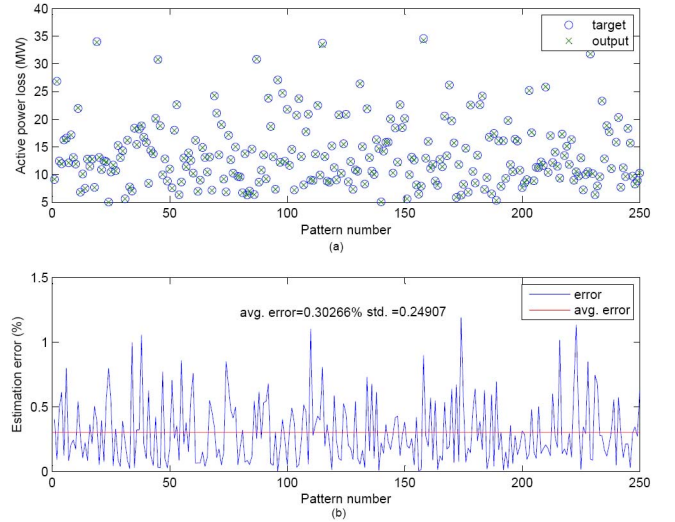 40
35
30
25
20
15
10
5
Active power loss (MW)
target
output
0 50 100 150 200 250
Pattern number
(a)
1.5
1
0.5
0
Estimation error (%)
avg. error=0.30266% std. =0.24907
error
avg. error
0 50 100 150 200 250
Pattern number
(b)